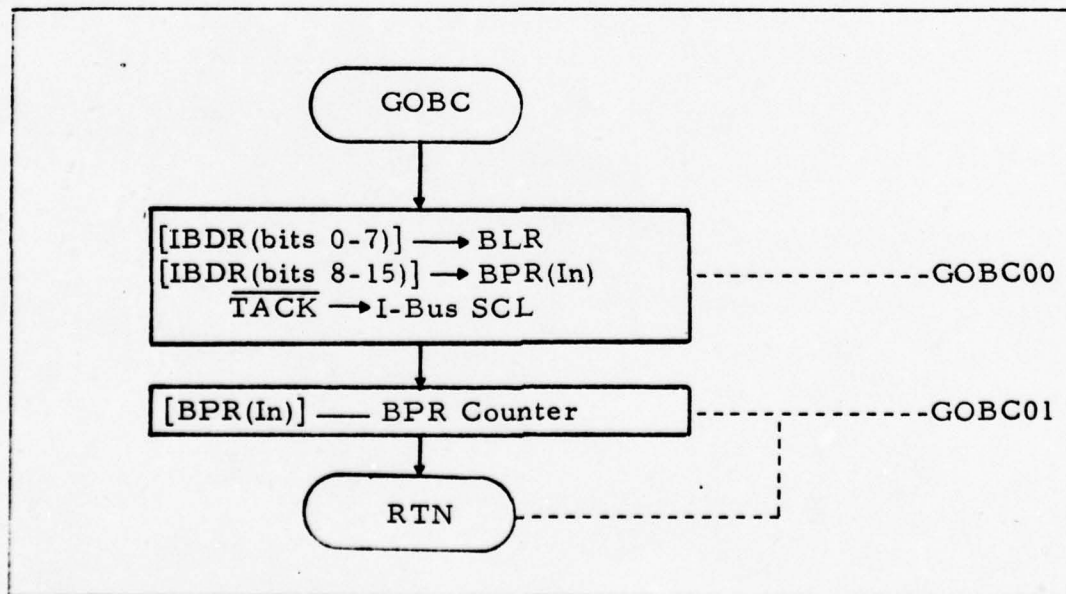 GOBC
[IBDR(bits 0-7)] ⟶ BLR
[IBDR(bits 8-15)] ⟶ BPR(In)
T̅A̅C̅K̅ ⟶ I-Bus SCL
GOBC00
[BPR(In)] — BPR Counter
GOBC01
RTN